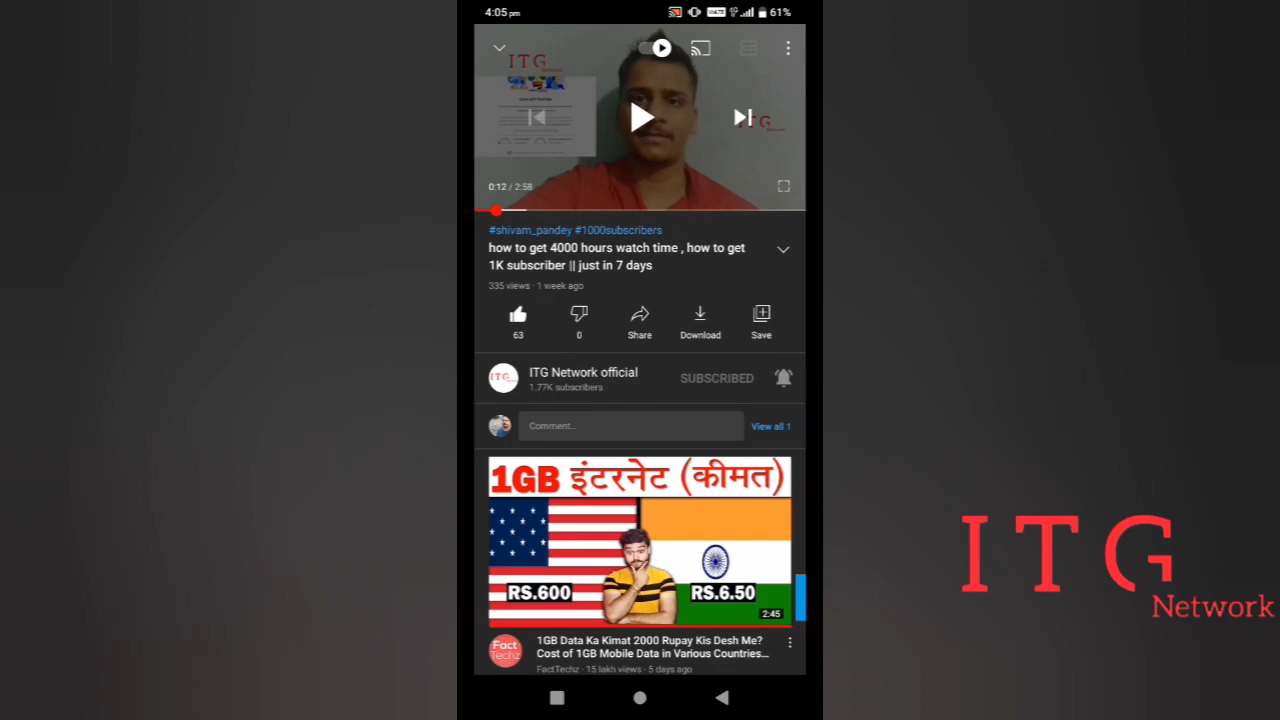 4:05 pm
VoLTE 61%
ITG
0:12 / 2:58
#shivam_pandey #1000subscribers
how to get 4000 hours watch time , how to get
1K subscriber || just in 7 days
335 views · 1 week ago
63
0
Share
Download
Save
ITG
ITG Network official
1.77K subscribers
SUBSCRIBED
Comment...
View all 1
1GB इंटरनेट (कीमत)
RS.600
RS.6.50
2:45
Fact
Techz
1GB Data Ka Kimat 2000 Rupay Kis Desh Me?
Cost of 1GB Mobile Data in Various Countries...
FactTechz · 15 lakh views · 5 days ago
ITG
Network